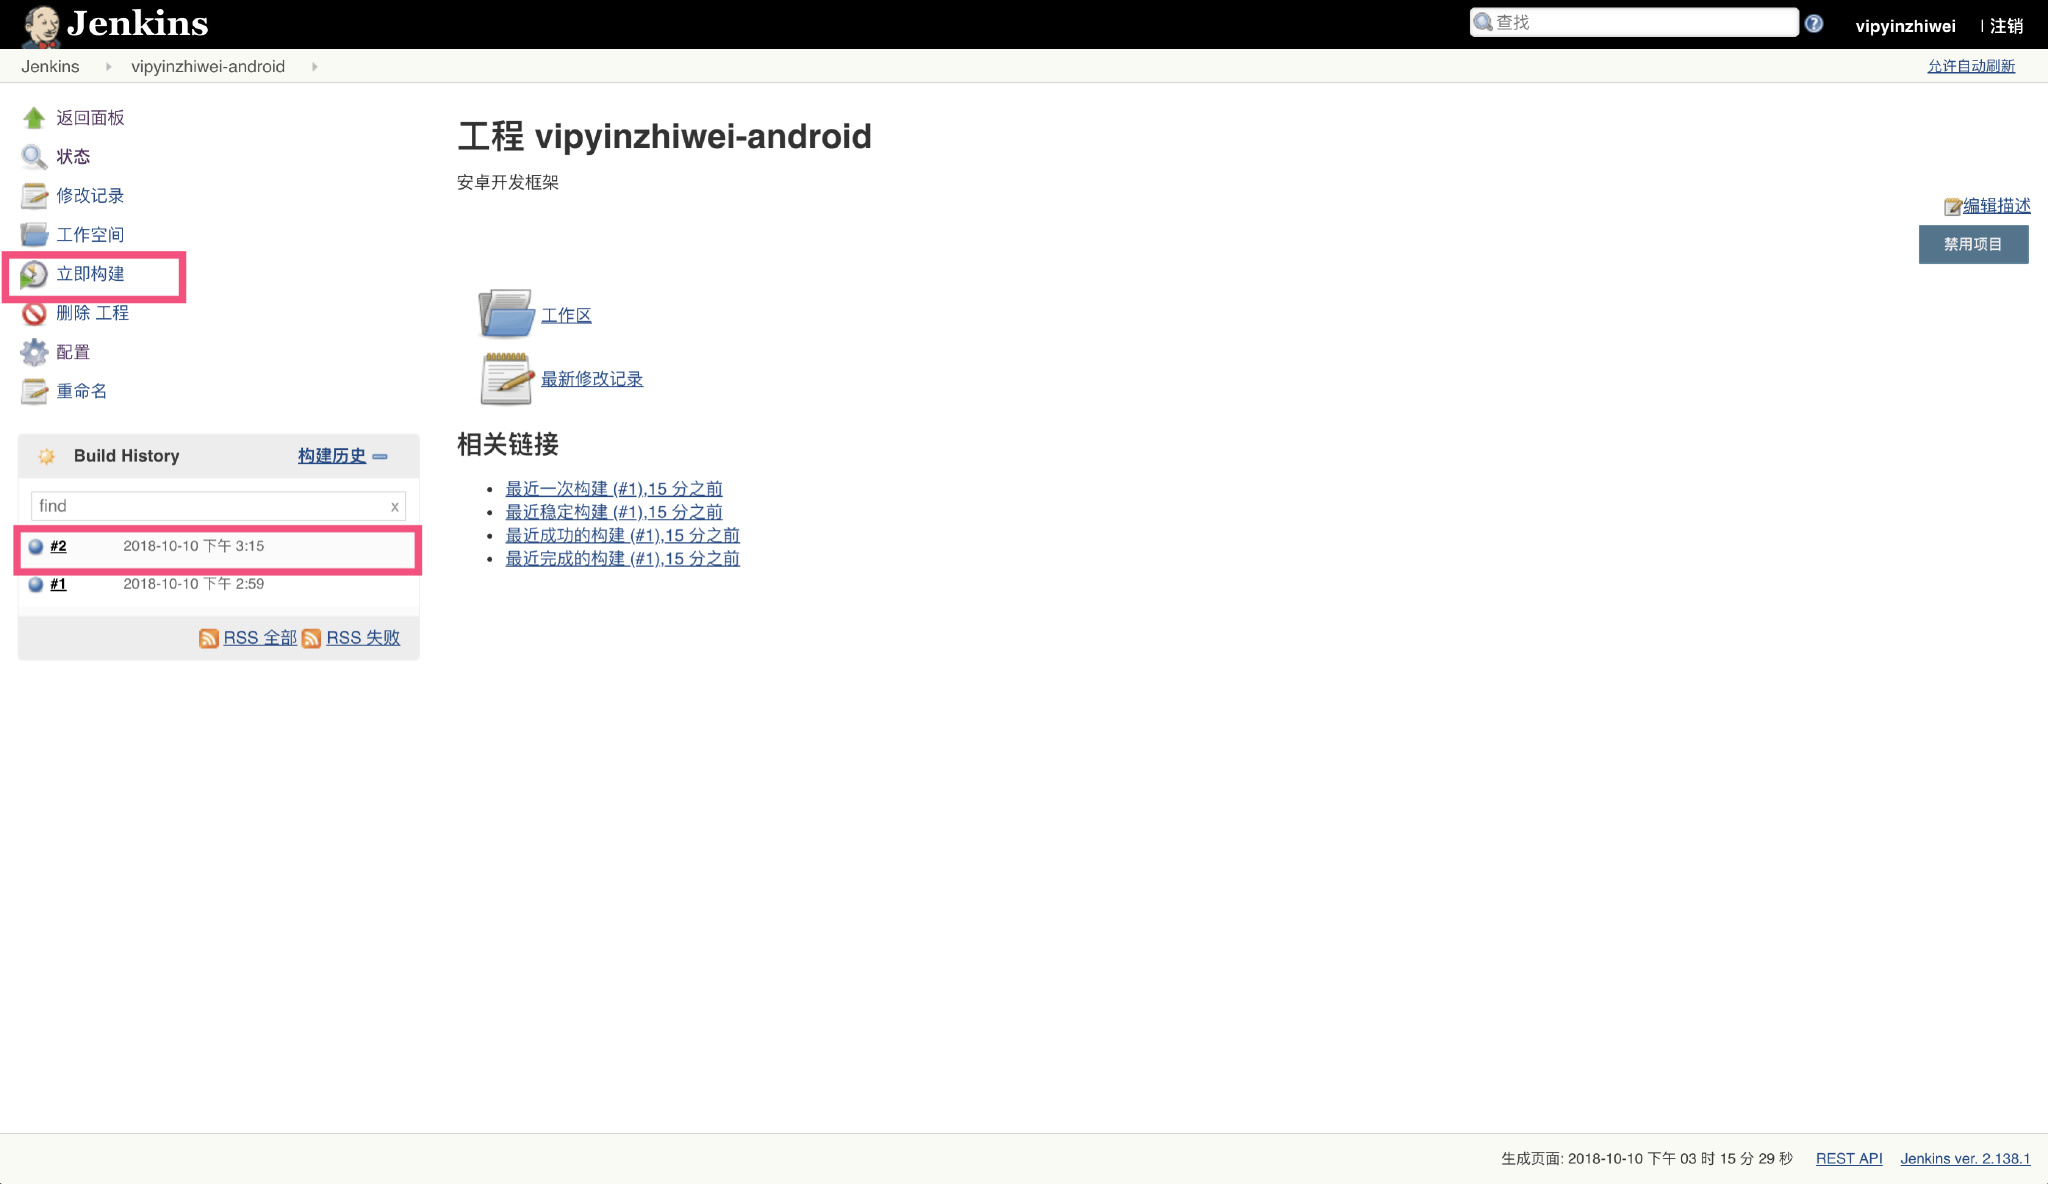 Jenkins
查找
vipyinzhiwei
| 注销
Jenkins
vipyinzhiwei-android
允许自动刷新
返回面板
状态
修改记录
工作空间
立即构建
删除 工程
配置
重命名
Build History
构建历史
find
x
#2 2018-10-10 下午 3:15
#1 2018-10-10 下午 2:59
RSS 全部
RSS 失败
工程 vipyinzhiwei-android
安卓开发框架
编辑描述
禁用项目
工作区
最新修改记录
相关链接
最近一次构建 (#1),15 分之前
最近稳定构建 (#1),15 分之前
最近成功的构建 (#1),15 分之前
最近完成的构建 (#1),15 分之前
生成页面: 2018-10-10 下午 03 时 15 分 29 秒
REST API
Jenkins ver. 2.138.1